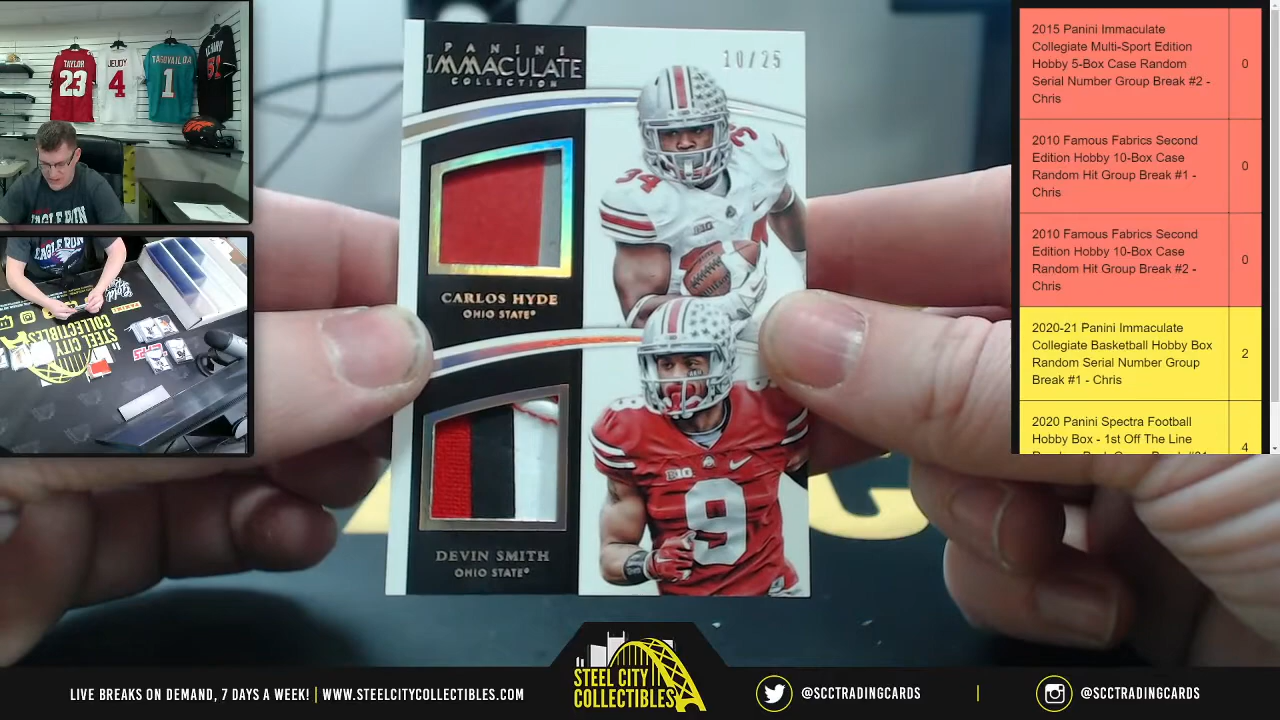 TAYLOR
23
JEUDY
4
TAGOVAILOA
1
EAGLE RUN
STEEL CITY
COLLECTIBLES
PANINI
IMMACULATE
COLLECTION
10/25
34
BIG
CARLOS HYDE
OHIO STATE®
9
BIG
9
DEVIN SMITH
OHIO STATE®
2015 Panini Immaculate
Collegiate Multi-Sport Edition
Hobby 5-Box Case Random
Serial Number Group Break #2 -
Chris
0
2010 Famous Fabrics Second
Edition Hobby 10-Box Case
Random Hit Group Break #1 -
Chris
0
2010 Famous Fabrics Second
Edition Hobby 10-Box Case
Random Hit Group Break #2 -
Chris
0
2020-21 Panini Immaculate
Collegiate Basketball Hobby Box
Random Serial Number Group
Break #1 - Chris
2
2020 Panini Spectra Football
Hobby Box - 1st Off The Line
4
LIVE BREAKS ON DEMAND, 7 DAYS A WEEK! | WWW.STEELCITYCOLLECTIBLES.COM
STEEL CITY
COLLECTIBLES
@SCCTRADINGCARDS
@SCCTRADINGCARDS